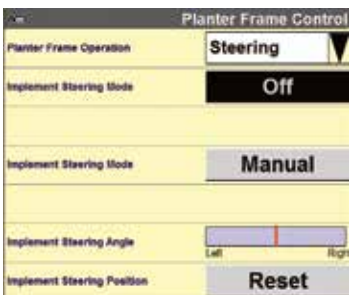 Planter Frame Control
Planter Frame Operation
Steering
Implement Steering Mode
Off
Implement Steering Mode
Manual
Implement Steering Angle
Left Right
Implement Steering Position
Reset